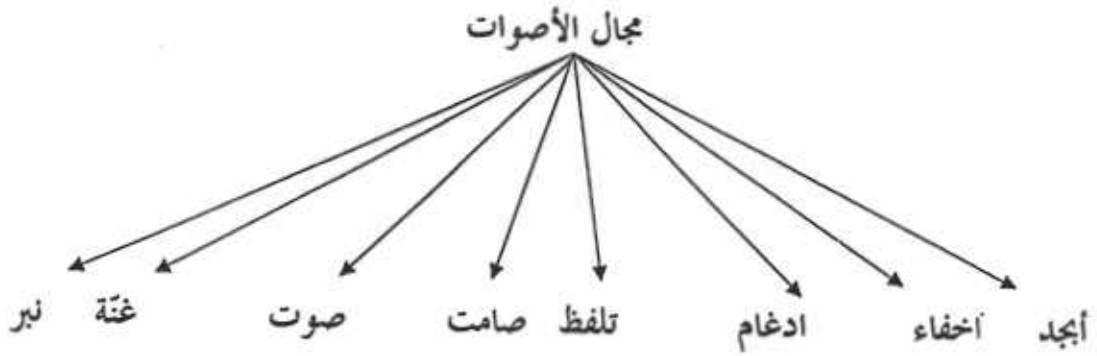 مجال الأصوات
أبجد اخفاء ادغام تلفظ صامت صوت غنّة نبر